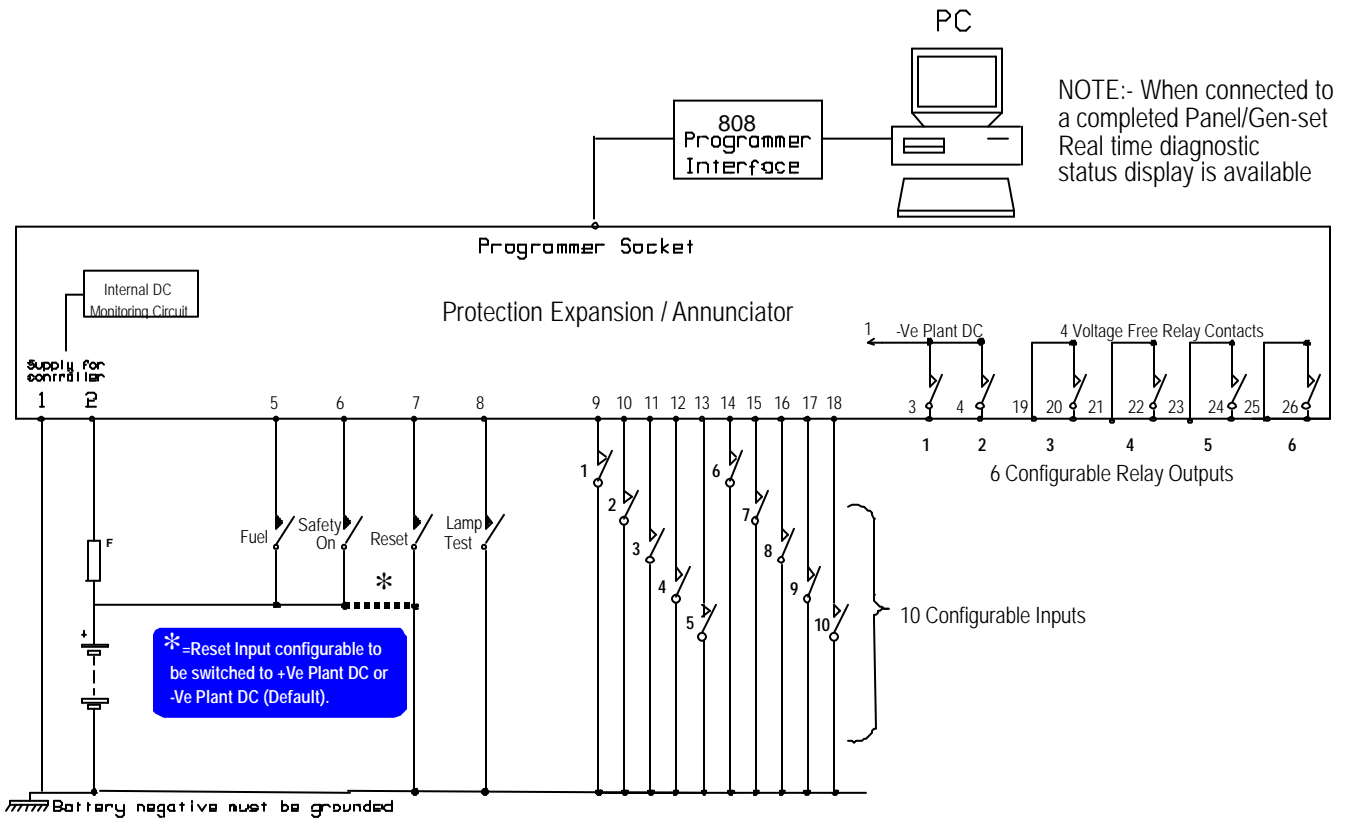 PC
808
Programmer
Interface
NOTE:- When connected to
a completed Panel/Gen-set
Real time diagnostic
status display is available
Programmer Socket
Internal DC
Monitoring Circuit
Protection Expansion / Annunciator
1 -Ve Plant DC 4 Voltage Free Relay Contacts
Supply for
controller
1 2 5 6 7 8 9 10 11 12 13 14 15 16 17 18 3 4 19 20 21 22 23 24 25 26
1 2 3 4 5 6
6 Configurable Relay Outputs
1 2 3 4 5 6 7 8 9 10
Fuel
Safety
On
Reset
Lamp
Test
F
*
10 Configurable Inputs
+
*=Reset Input configurable to
be switched to +Ve Plant DC or
-Ve Plant DC (Default).
Battery negative must be grounded